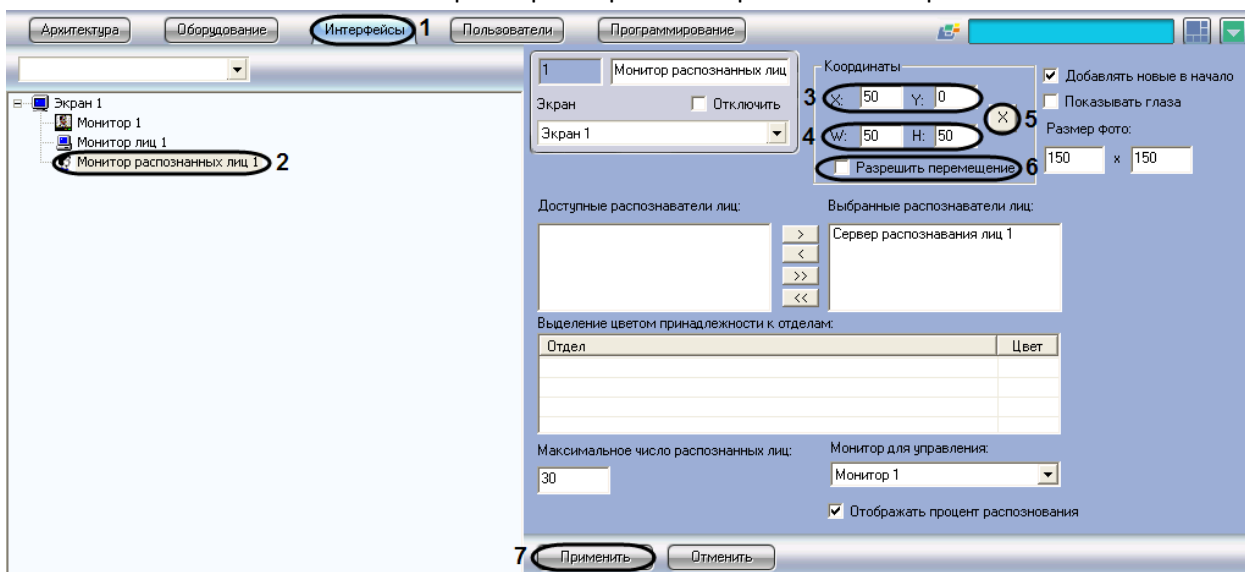 Архитектура Оборудование Интерфейсы 1 Пользователи Программирование
Экран 1
Монитор 1
Монитор лиц 1
Монитор распознанных лиц 1 2
1 Монитор распознанных лиц
Экран Отключить
Экран 1
Координаты
3 X: 50 Y: 0
X 5
4 W: 50 H: 50
Разрешить перемещение 6
Добавлять новые в начало
Показывать глаза
Размер фото:
150 x 150
Доступные распознаватели лиц:
>
<
>>
<<
Выбранные распознаватели лиц:
Сервер распознавания лиц 1
Выделение цветом принадлежности к отделам:
Отдел Цвет
Максимальное число распознанных лиц:
30
Монитор для управления:
Монитор 1
Отображать процент распознования
7 Применить Отменить